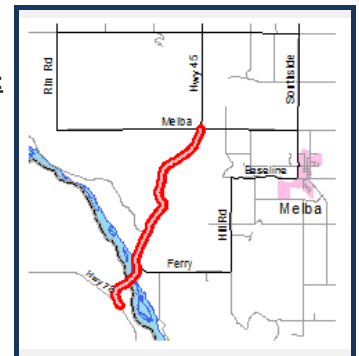 Rim Rd
Hwy 45
Southside
Melba
Baseline
Melba
Hill Rd
Ferry
Hwy 78